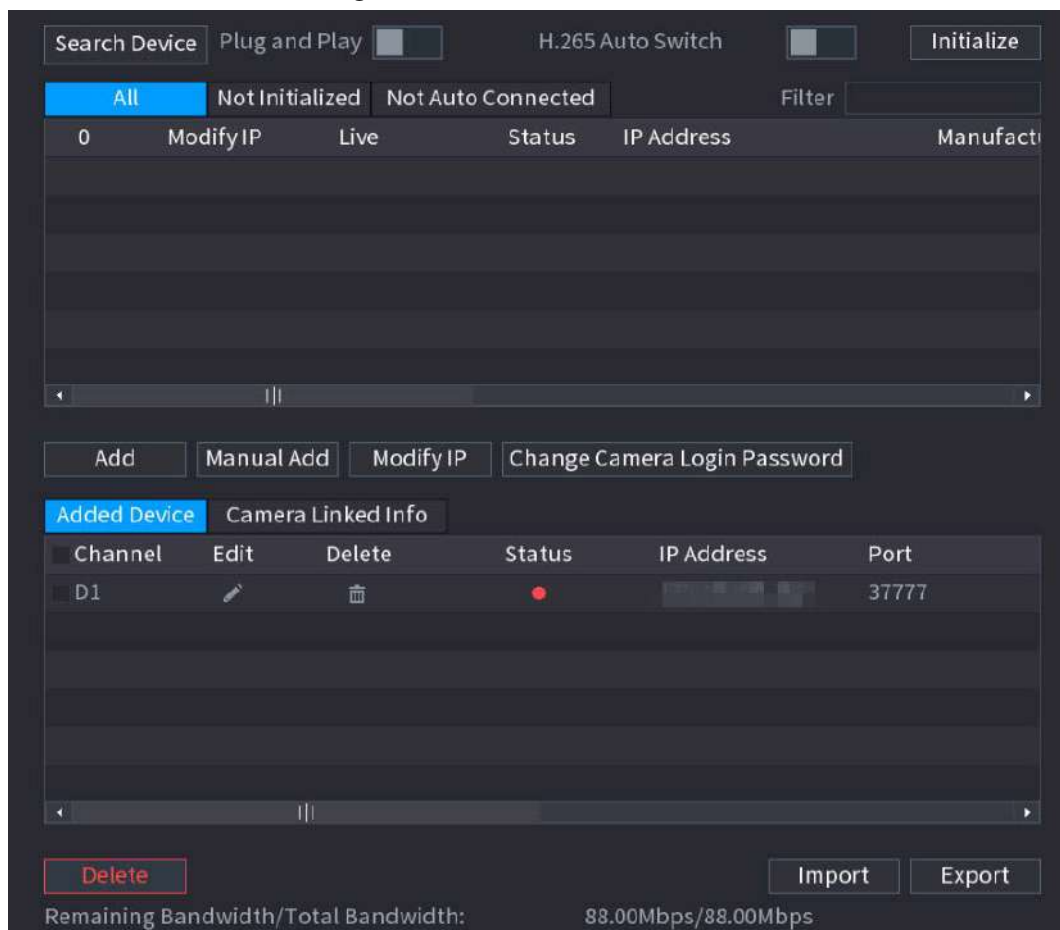 Search Device Plug and Play H.265 Auto Switch Initialize
All Not Initialized Not Auto Connected Filter
0 Modify IP Live Status IP Address Manufactu
Add Manual Add Modify IP Change Camera Login Password
Added Device Camera Linked Info
Channel Edit Delete Status IP Address Port
D1 37777
Delete Import Export
Remaining Bandwidth/Total Bandwidth: 88.00Mbps/88.00Mbps